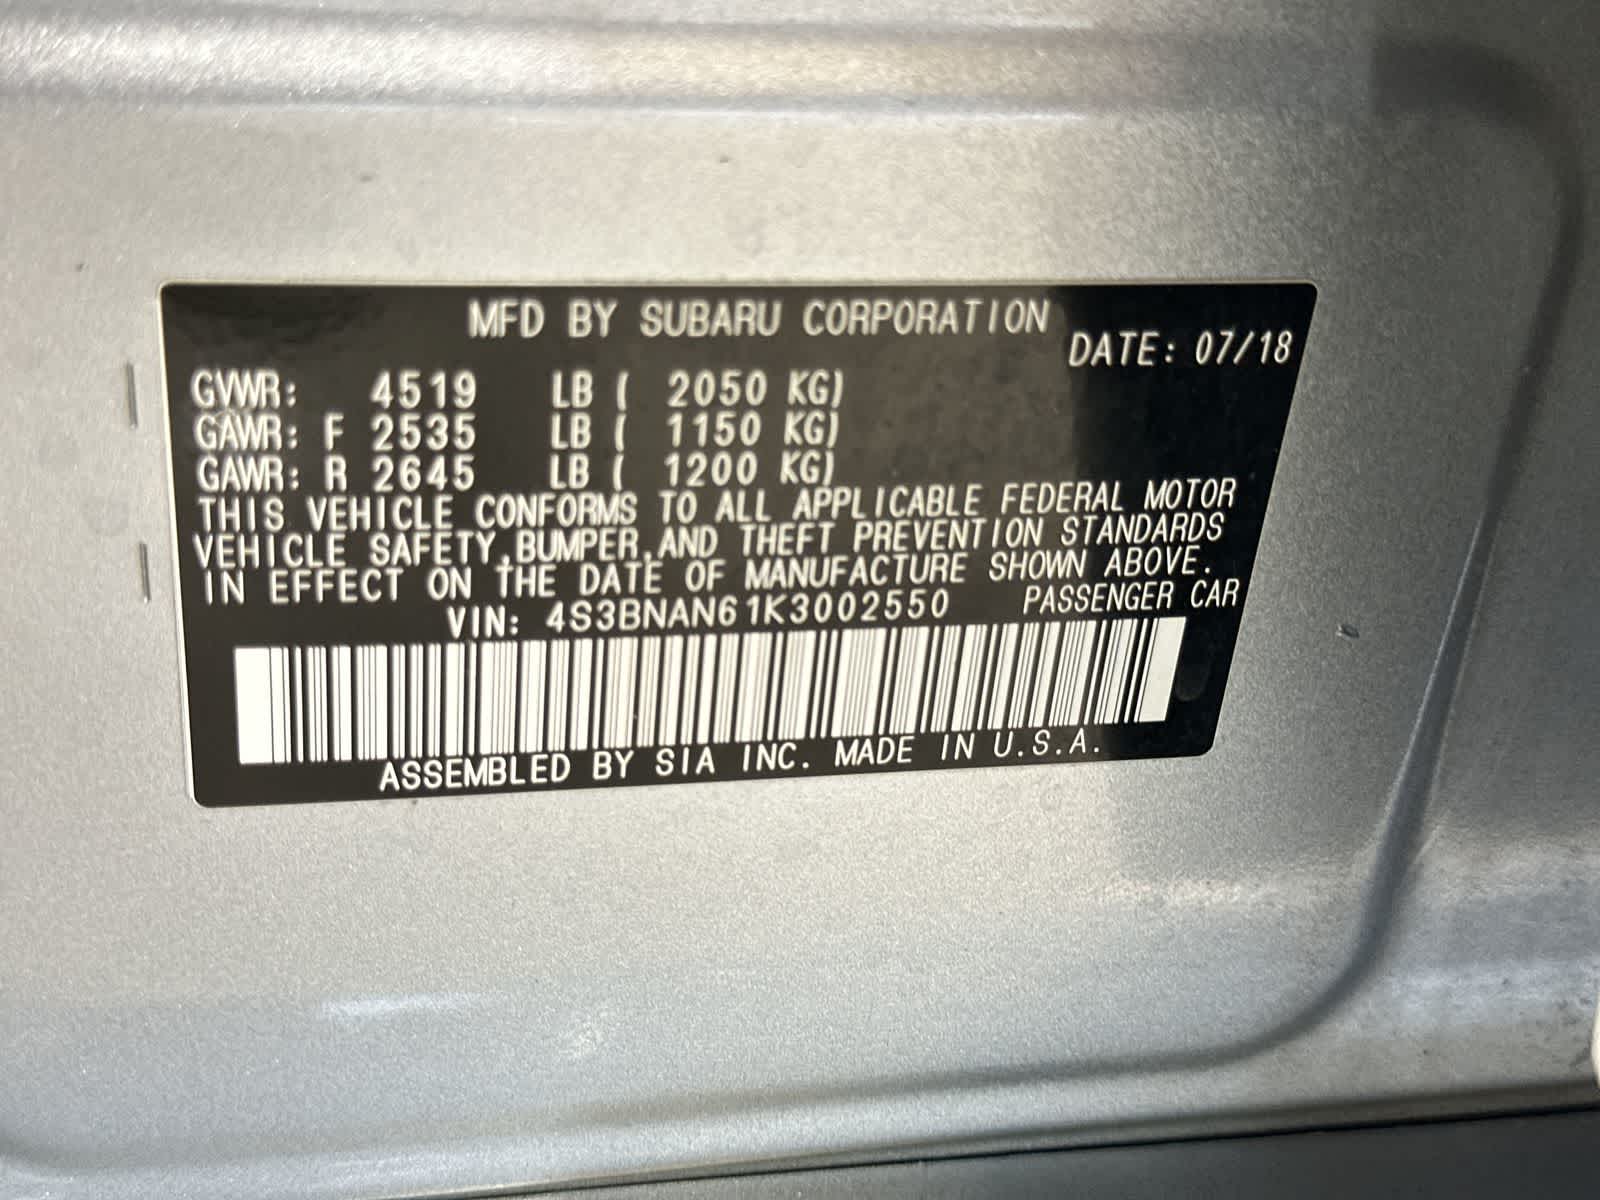 MFD BY SUBARU CORPORATION
DATE: 07/18
GVWR: 4519 LB ( 2050 KG)
GAWR: F 2535 LB ( 1150 KG)
GAWR: R 2645 LB ( 1200 KG)
THIS VEHICLE CONFORMS TO ALL APPLICABLE FEDERAL MOTOR
VEHICLE SAFETY,BUMPER,AND THEFT PREVENTION STANDARDS
IN EFFECT ON THE DATE OF MANUFACTURE SHOWN ABOVE.
VIN: 4S3BNAN61K3002550 PASSENGER CAR
ASSEMBLED BY SIA INC. MADE IN U.S.A.